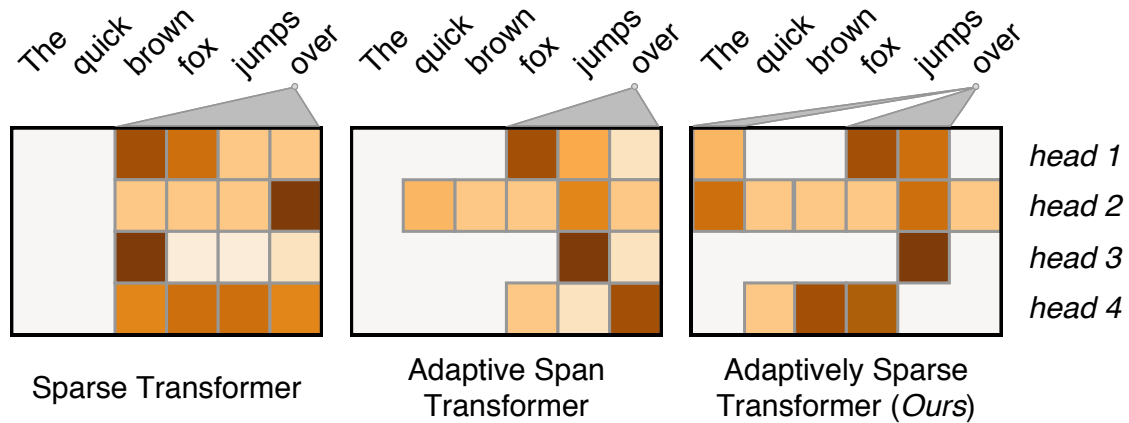 The quick brown fox jumps over
The quick brown fox jumps over
The quick brown fox jumps over
head 1
head 2
head 3
head 4
Sparse Transformer
Adaptive Span
Transformer
Adaptively Sparse
Transformer (Ours)